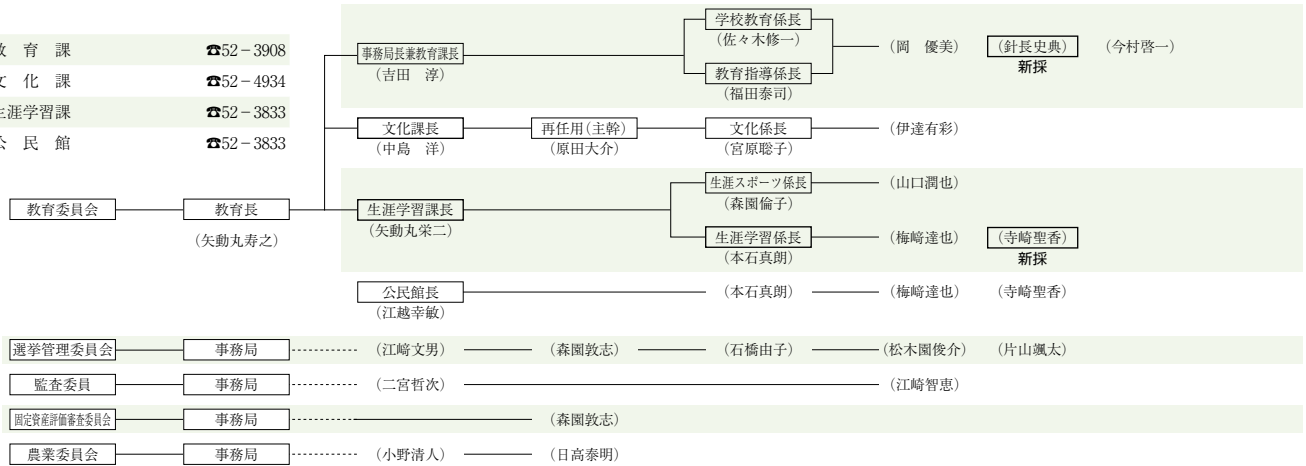 教　育　課　☎52－3908
文　化　課　☎52－4934
生涯学習課　☎52－3833
公　民　館　☎52－3833
教育委員会　教育長
（矢動丸寿之）
事務局長兼教育課長
（吉田　淳）
学校教育係長
（佐々木修一）
教育指導係長
（福田泰司）
（岡　優美）　（針長史典）　（今村啓一）
新採
文化課長　再任用（主幹）　文化係長　（伊達有彩）
（中島　洋）　（原田大介）　（宮原聡子）
生涯学習課長
（矢動丸栄二）
生涯スポーツ係長　（山口潤也）
（森園倫子）
生涯学習係長　（梅﨑達也）　（寺崎聖香）
（本石真朗）　新採
公民館長　（本石真朗）　（梅﨑達也）　（寺崎聖香）
（江越幸敏）
選挙管理委員会　事務局　（江﨑文男）　（森園敦志）　（石橋由子）　（松木園俊介）　（片山颯太）
監査委員　事務局　（二宮哲次）　（江崎智恵）
固定資産評価審査委員会　事務局　（森園敦志）
農業委員会　事務局　（小野清人）　（日高泰明）